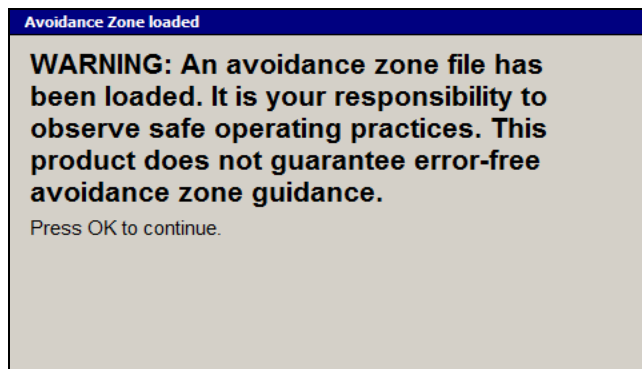 Avoidance Zone loaded
WARNING: An avoidance zone file has
been loaded. It is your responsibility to
observe safe operating practices. This
product does not guarantee error-free
avoidance zone guidance.
Press OK to continue.